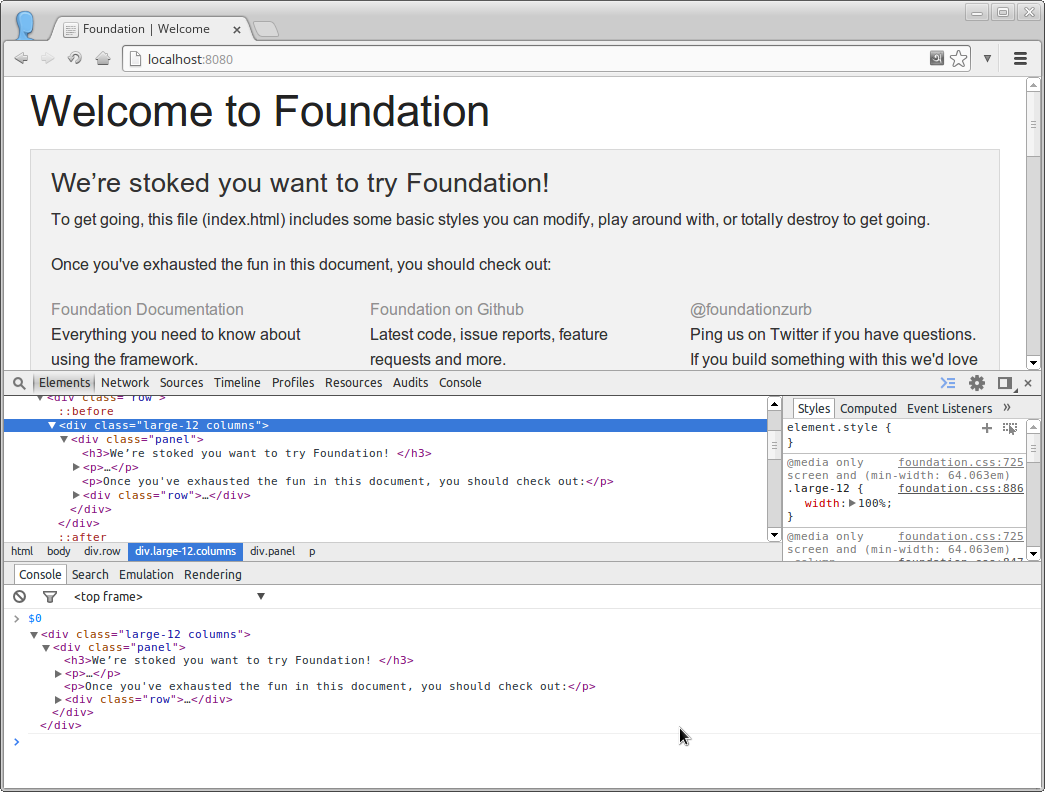 Foundation | Welcome
localhost:8080
Welcome to Foundation
We’re stoked you want to try Foundation!
To get going, this file (index.html) includes some basic styles you can modify, play around with, or totally destroy to get going.
Once you've exhausted the fun in this document, you should check out:
Foundation Documentation
Everything you need to know about
using the framework.
Foundation on Github
Latest code, issue reports, feature
requests and more.
@foundationzurb
Ping us on Twitter if you have questions.
If you build something with this we'd love
Elements Network Sources Timeline Profiles Resources Audits Console
▼<div class="row">
::before
▼<div class="large-12 columns">
▼<div class="panel">
<h3>We’re stoked you want to try Foundation! </h3>
▶<p>…</p>
<p>Once you've exhausted the fun in this document, you should check out:</p>
▶<div class="row">…</div>
</div>
</div>
::after
html body div.row div.large-12.columns div.panel p
Styles Computed Event Listeners »
element.style {
}
@media only foundation.css:725
screen and (min-width: 64.063em)
.large-12 { foundation.css:886
width:▶100%;
}
@media only foundation.css:725
screen and (min-width: 64.063em)
.column, foundation.css:847
Console Search Emulation Rendering
<top frame> ▼
> $0
▼<div class="large-12 columns">
▼<div class="panel">
<h3>We’re stoked you want to try Foundation! </h3>
▶<p>…</p>
<p>Once you've exhausted the fun in this document, you should check out:</p>
▶<div class="row">…</div>
</div>
</div>
>